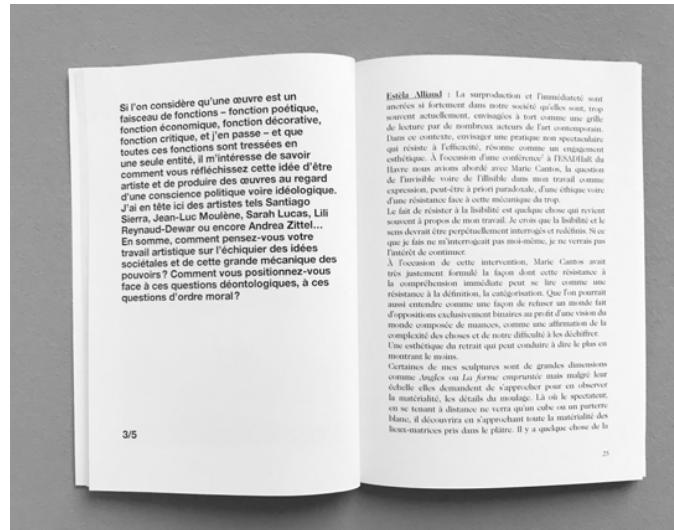 Si l'on considère qu'une œuvre est un
faisceau de fonctions – fonction poétique,
fonction économique, fonction décorative,
fonction critique, et j'en passe – et que
toutes ces fonctions sont tressées en
une seule entité, il m'intéresse de savoir
comment vous réfléchissez cette idée d'être
artiste et de produire des œuvres au regard
d'une conscience politique voire idéologique.
J'ai en tête ici des artistes tels Santiago
Sierra, Jean-Luc Moulène, Sarah Lucas, Lili
Reynaud-Dewar ou encore Andrea Zittel...
En somme, comment pensez-vous votre
travail artistique sur l'échiquier des idées
sociétales et de cette grande mécanique des
pouvoirs ? Comment vous positionnez-vous
face à ces questions déontologiques, à ces
questions d'ordre moral ?
3/5
Estèla Alliaud : La surproduction et l'immédiateté sont
ancrées si fortement dans notre société qu'elles sont, trop
souvent actuellement, envisagées à tort comme une grille
de lecture par de nombreux acteurs de l'art contemporain.
Dans ce contexte, envisager une pratique non spectaculaire
qui résiste à l'efficacité, résonne comme un engagement
esthétique. À l'occasion d'une conférence² à l'ESADHaR du
Havre nous avions abordé avec Marie Cantos, la question
de l'invisible voire de l'illisible dans mon travail comme
expression, peut-être à priori paradoxale, d'une éthique voire
d'une résistance face à cette mécanique du trop.
Le fait de résister à la lisibilité est quelque chose qui revient
souvent à propos de mon travail. Je crois que la lisibilité et le
sens devrait être perpétuellement interrogés et redéfinis. Si ce
que je fais ne m'interrogeait pas moi-même, je ne verrais pas
l'intérêt de continuer.
À l'occasion de cette intervention, Marie Cantos avait
très justement formulé la façon dont cette résistance à
la compréhension immédiate peut se lire comme une
résistance à la définition, la catégorisation. Que l'on pourrait
aussi entendre comme une façon de refuser un monde fait
d'oppositions exclusivement binaires au profit d'une vision du
monde composée de nuances, comme une affirmation de la
complexité des choses et de notre difficulté à les déchiffrer.
Une esthétique du retrait qui peut conduire à dire le plus en
montrant le moins.
Certaines de mes sculptures sont de grandes dimensions
comme Angles ou La forme empruntée mais malgré leur
échelle elles demandent de s'approcher pour en observer
la matérialité, les détails du moulage. Là où le spectateur,
en se tenant à distance ne verra qu'un cube ou un parterre
blanc, il découvrira en s'approchant toute la matérialité des
lieux-matrices pris dans le plâtre. Il y a quelque chose de la
25